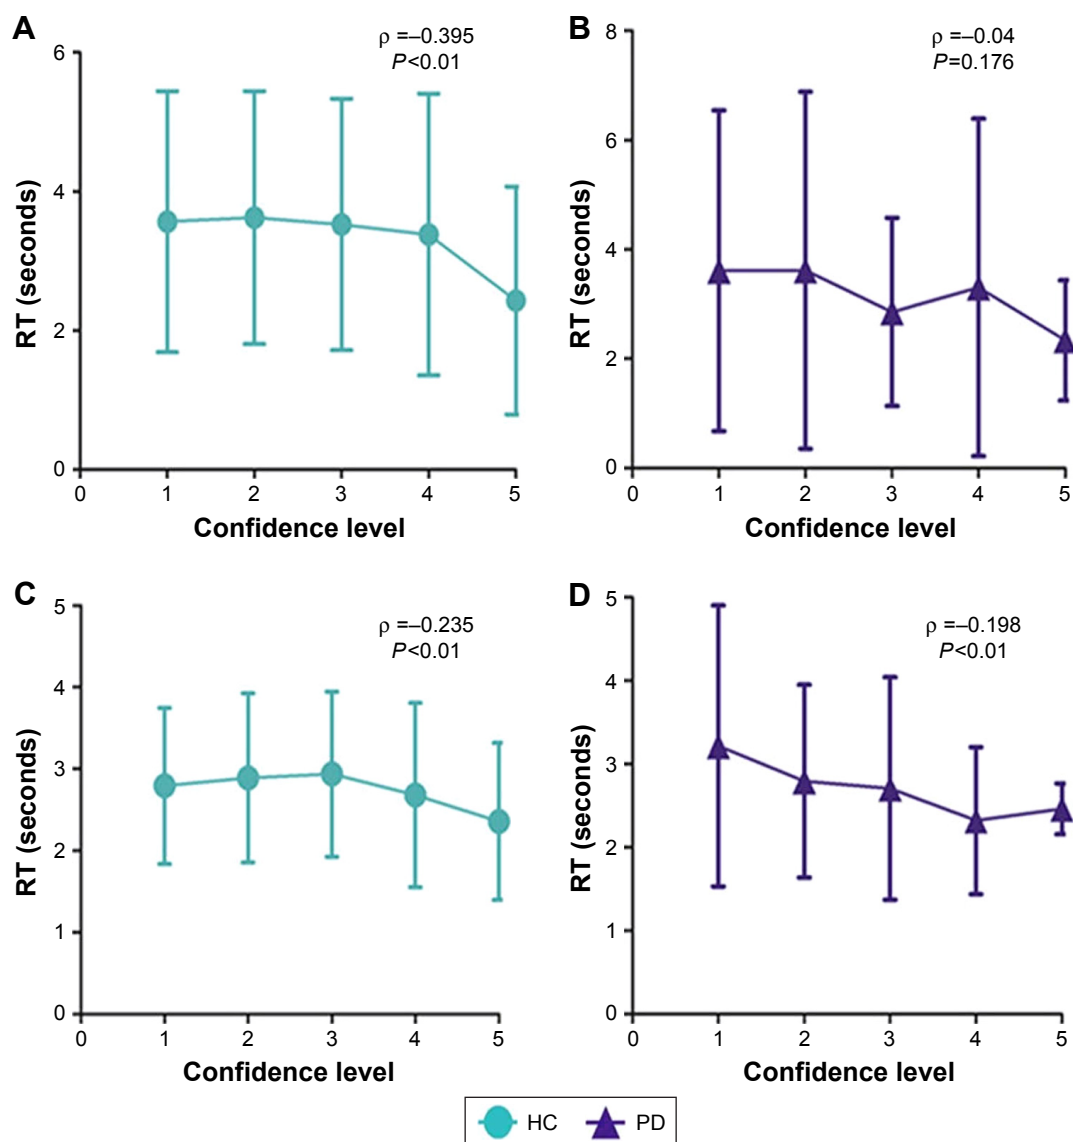 A
ρ =–0.395
P<0.01
6
4
2
0
RT (seconds)
0 1 2 3 4 5
Confidence level
B
ρ =–0.04
P=0.176
8
6
4
2
0
RT (seconds)
0 1 2 3 4 5
Confidence level
C
ρ =–0.235
P<0.01
5
4
3
2
1
0
RT (seconds)
0 1 2 3 4 5
Confidence level
D
ρ =–0.198
P<0.01
5
4
3
2
1
0
RT (seconds)
0 1 2 3 4 5
Confidence level
HC PD